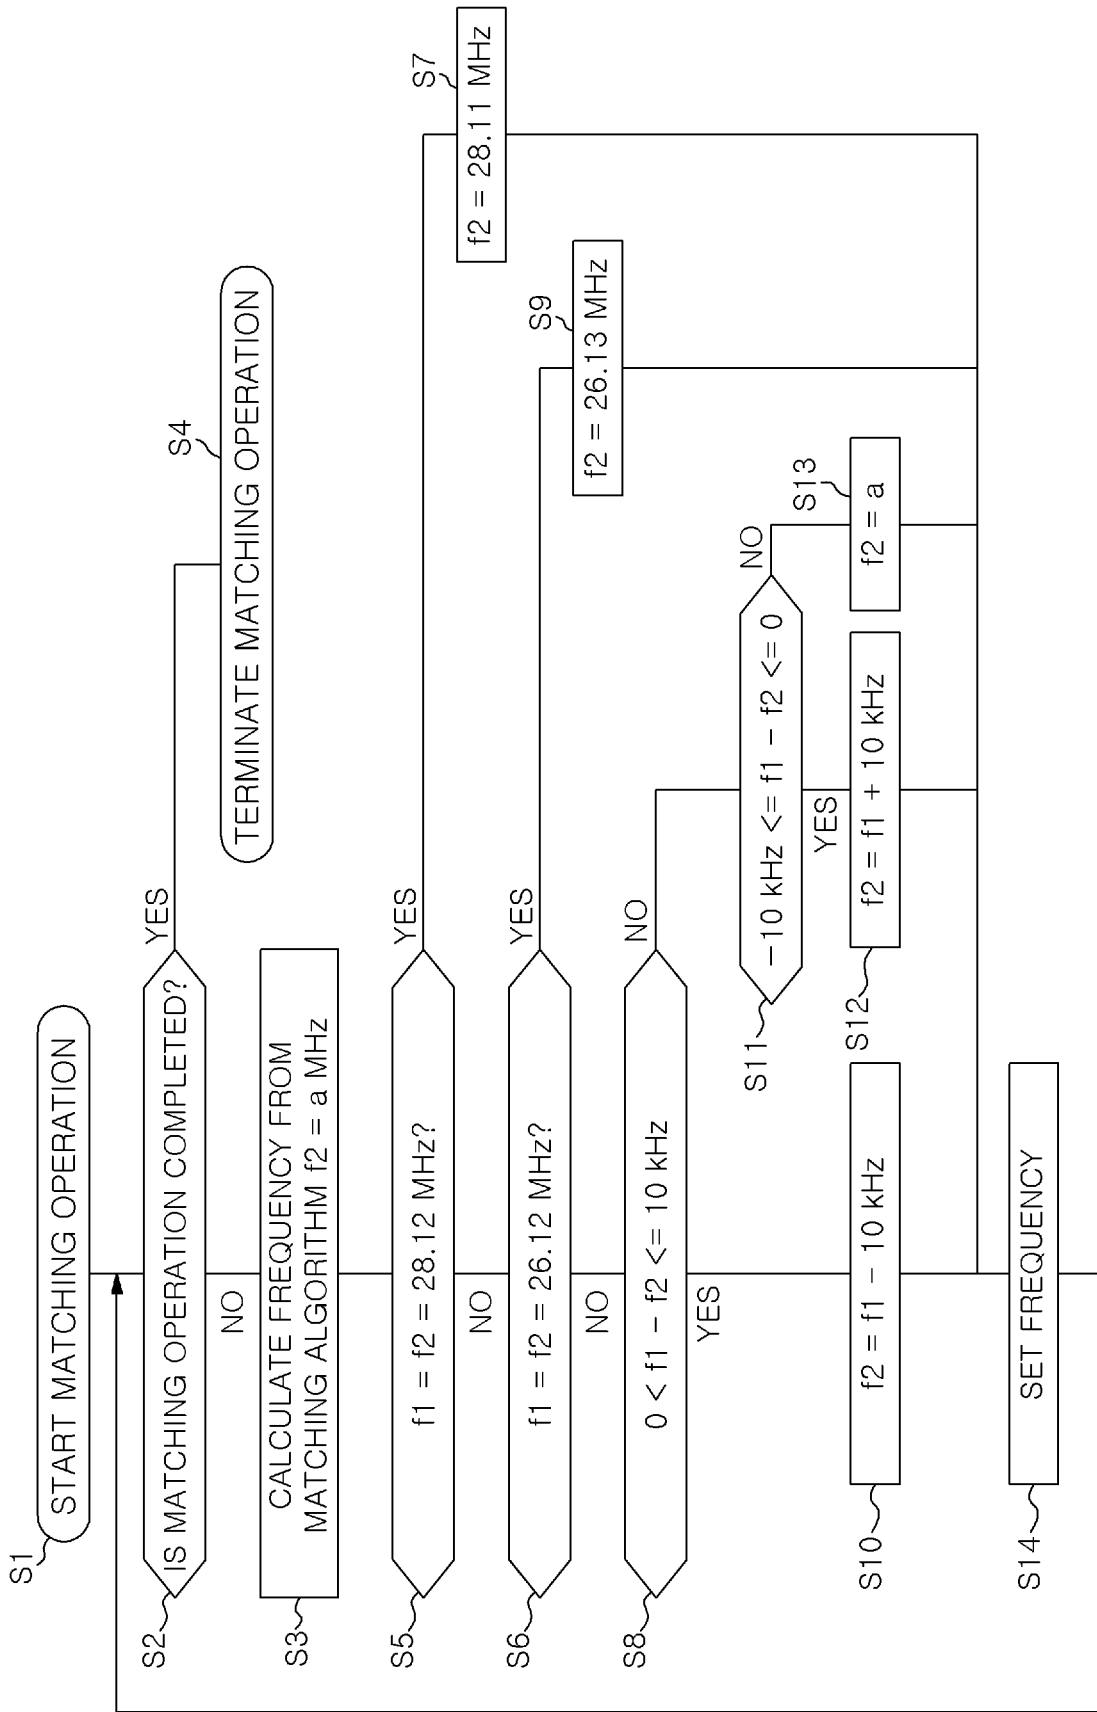 S1
START MATCHING OPERATION
S2
IS MATCHING OPERATION COMPLETED?
YES
S4
TERMINATE MATCHING OPERATION
NO
S3
CALCULATE FREQUENCY FROM
MATCHING ALGORITHM f2 = a MHz
S5
f1 = f2 = 28.12 MHz?
YES
S7
f2 = 28.11 MHz
NO
S6
f1 = f2 = 26.12 MHz?
YES
S9
f2 = 26.13 MHz
NO
S8
0 < f1 - f2 <= 10 kHz
NO
YES
S11
-10 kHz <= f1 - f2 <= 0
NO
S13
f2 = a
YES
S12
f2 = f1 + 10 kHz
S10
f2 = f1 - 10 kHz
S14
SET FREQUENCY